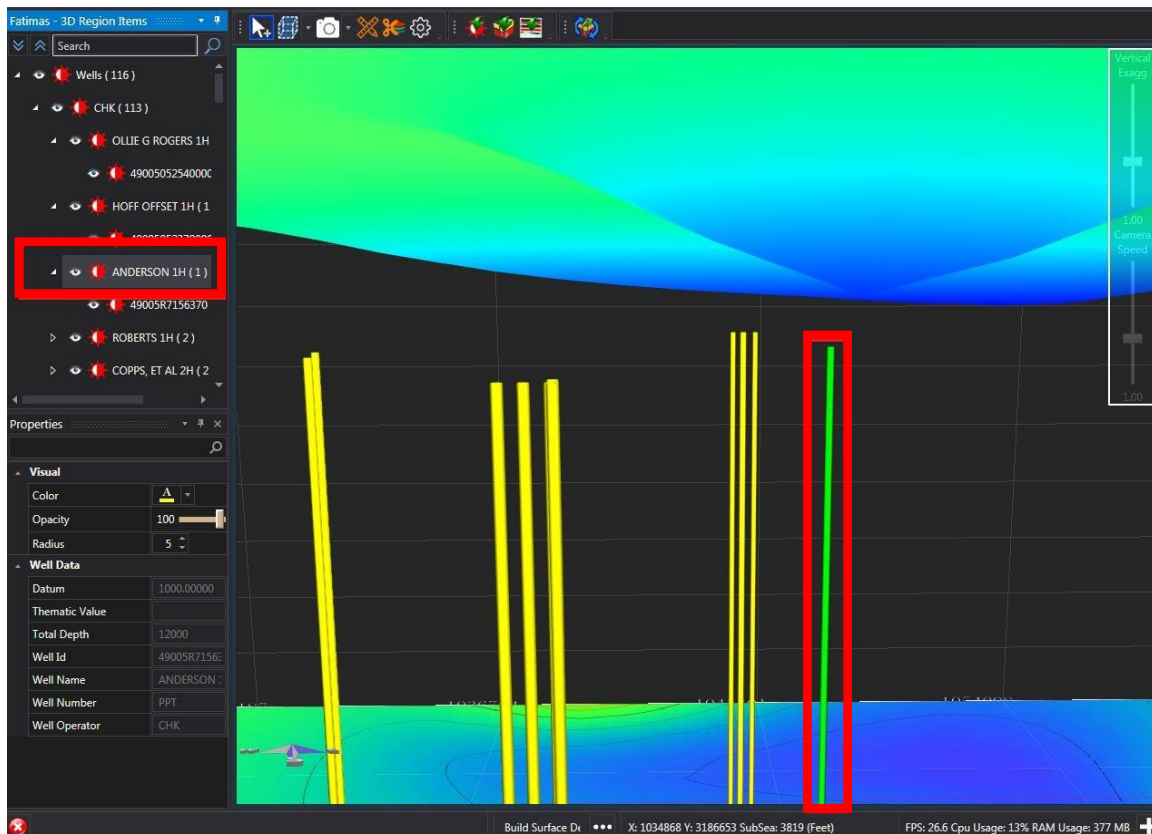 Fatimas - 3D Region Items
Search
Wells ( 116 )
CHK ( 113 )
OLLIE G ROGERS 1H
HOFF OFFSET 1H ( 1
ANDERSON 1H ( 1 )
49005R7156370
ROBERTS 1H ( 2 )
COPPS, ET AL 2H ( 2
Properties
Visual
Color A
Opacity 100
Radius 5
Well Data
Datum 1000.00000
Thematic Value
Total Depth 12000
Well Id 49005R7156
Well Name ANDERSON
Well Number PPT
Well Operator CHK
Vertical
Exagg
1.00
Camera
Speed
1.00
Build Surface De
X: 1034868 Y: 3186653 SubSea: 3819 (Feet)
FPS: 26.6 Cpu Usage: 13% RAM Usage: 377 MB